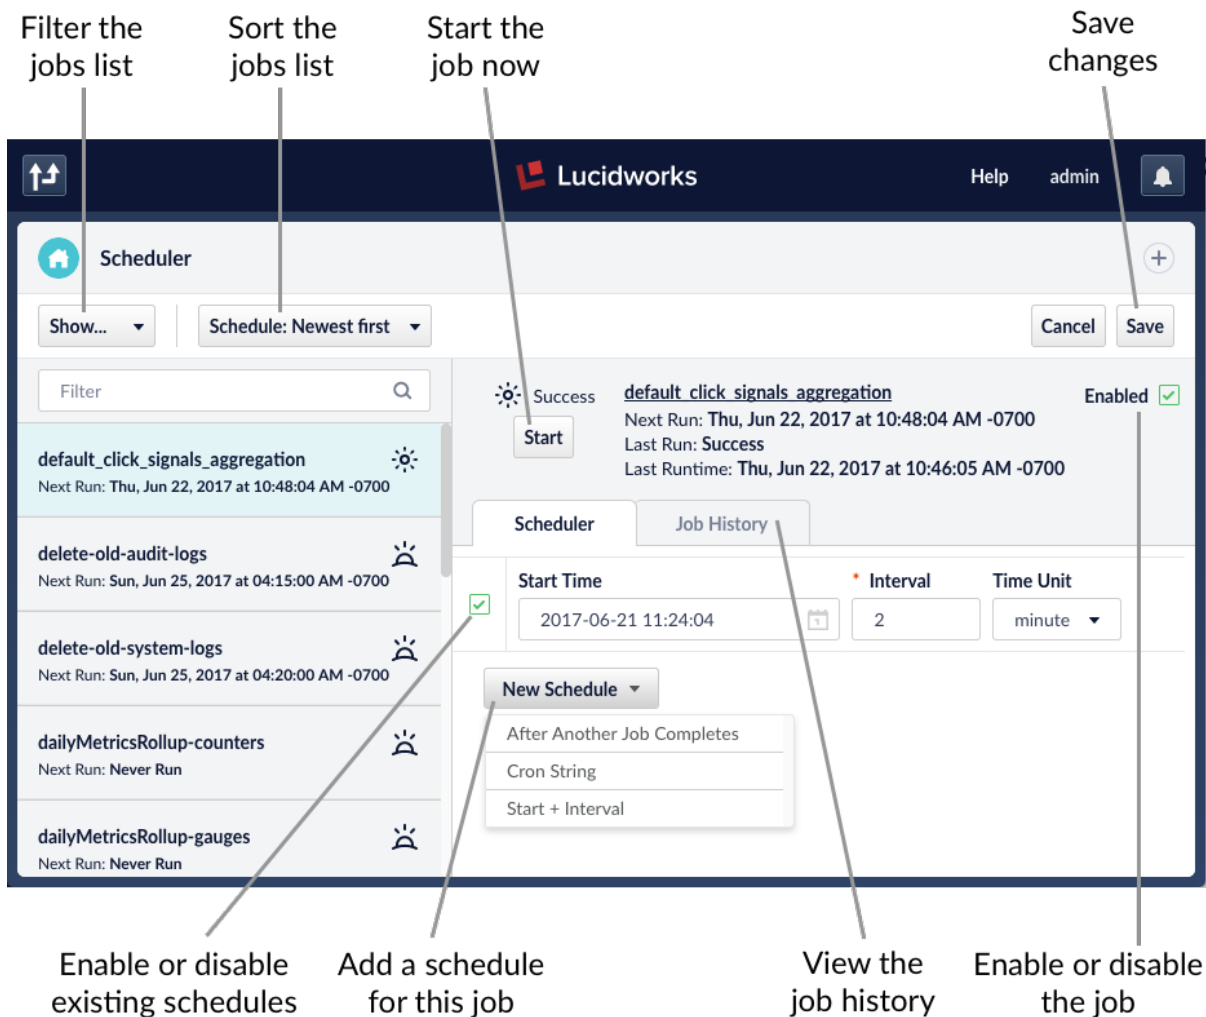 Filter the
jobs list
Sort the
jobs list
Start the
job now
Save
changes
Lucidworks
Help
admin
Scheduler
Show...
Schedule: Newest first
Cancel
Save
Filter
default_click_signals_aggregation
Next Run: Thu, Jun 22, 2017 at 10:48:04 AM -0700
delete-old-audit-logs
Next Run: Sun, Jun 25, 2017 at 04:15:00 AM -0700
delete-old-system-logs
Next Run: Sun, Jun 25, 2017 at 04:20:00 AM -0700
dailyMetricsRollup-counters
Next Run: Never Run
dailyMetricsRollup-gauges
Next Run: Never Run
Success
Start
default_click_signals_aggregation
Next Run: Thu, Jun 22, 2017 at 10:48:04 AM -0700
Last Run: Success
Last Runtime: Thu, Jun 22, 2017 at 10:46:05 AM -0700
Enabled
Scheduler
Job History
Start Time
* Interval
Time Unit
2017-06-21 11:24:04
1
2
minute
New Schedule
After Another Job Completes
Cron String
Start + Interval
Enable or disable
existing schedules
Add a schedule
for this job
View the
job history
Enable or disable
the job